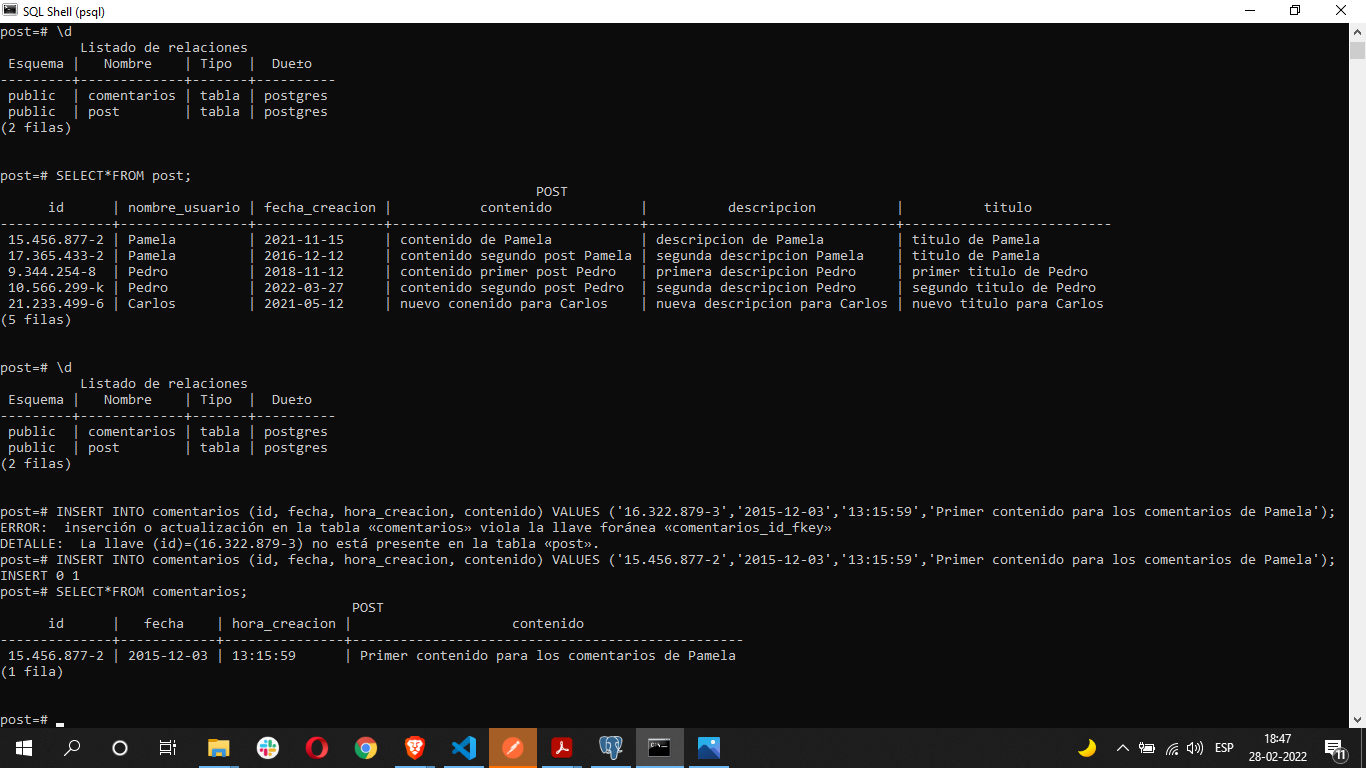 SQL Shell (psql)
post=# \d
Listado de relaciones
Esquema | Nombre | Tipo | Due±o
---------+-------------+-------+----------
public | comentarios | tabla | postgres
public | post | tabla | postgres
(2 filas)
post=# SELECT*FROM post;
POST
id | nombre_usuario | fecha_creacion | contenido | descripcion | titulo
--------------+----------------+----------------+-------------------------------+-------------------------------+--------------------------
15.456.877-2 | Pamela | 2021-11-15 | contenido de Pamela | descripcion de Pamela | titulo de Pamela
17.365.433-2 | Pamela | 2016-12-12 | contenido segundo post Pamela | segunda descripcion Pamela | titulo de Pamela
9.344.254-8 | Pedro | 2018-11-12 | contenido primer post Pedro | primera descripcion Pedro | primer titulo de Pedro
10.566.299-k | Pedro | 2022-03-27 | contenido segundo post Pedro | segunda descripcion Pedro | segundo titulo de Pedro
21.233.499-6 | Carlos | 2021-05-12 | nuevo conenido para Carlos | nueva descripcion para Carlos | nuevo titulo para Carlos
(5 filas)
post=# \d
Listado de relaciones
Esquema | Nombre | Tipo | Due±o
---------+-------------+-------+----------
public | comentarios | tabla | postgres
public | post | tabla | postgres
(2 filas)
post=# INSERT INTO comentarios (id, fecha, hora_creacion, contenido) VALUES ('16.322.879-3','2015-12-03','13:15:59','Primer contenido para los comentarios de Pamela');
ERROR: inserción o actualización en la tabla «comentarios» viola la llave foránea «comentarios_id_fkey»
DETALLE: La llave (id)=(16.322.879-3) no está presente en la tabla «post».
post=# INSERT INTO comentarios (id, fecha, hora_creacion, contenido) VALUES ('15.456.877-2','2015-12-03','13:15:59','Primer contenido para los comentarios de Pamela');
INSERT 0 1
post=# SELECT*FROM comentarios;
POST
id | fecha | hora_creacion | contenido
--------------+------------+---------------+-------------------------------------------------
15.456.877-2 | 2015-12-03 | 13:15:59 | Primer contenido para los comentarios de Pamela
(1 fila)
post=#
ESP
18:47
28-02-2022
11